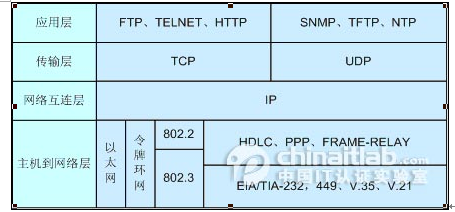 应用层 FTP、TELNET、HTTP SNMP、TFTP、NTP
传输层 TCP UDP
网络互连层 IP
主机到网络层 以太网 令牌环网 802.2 HDLC、PPP、FRAME-RELAY
802.3 EIA/TIA-232，449、V.35、V.21
chinaitlab.com
中国IT认证实验室